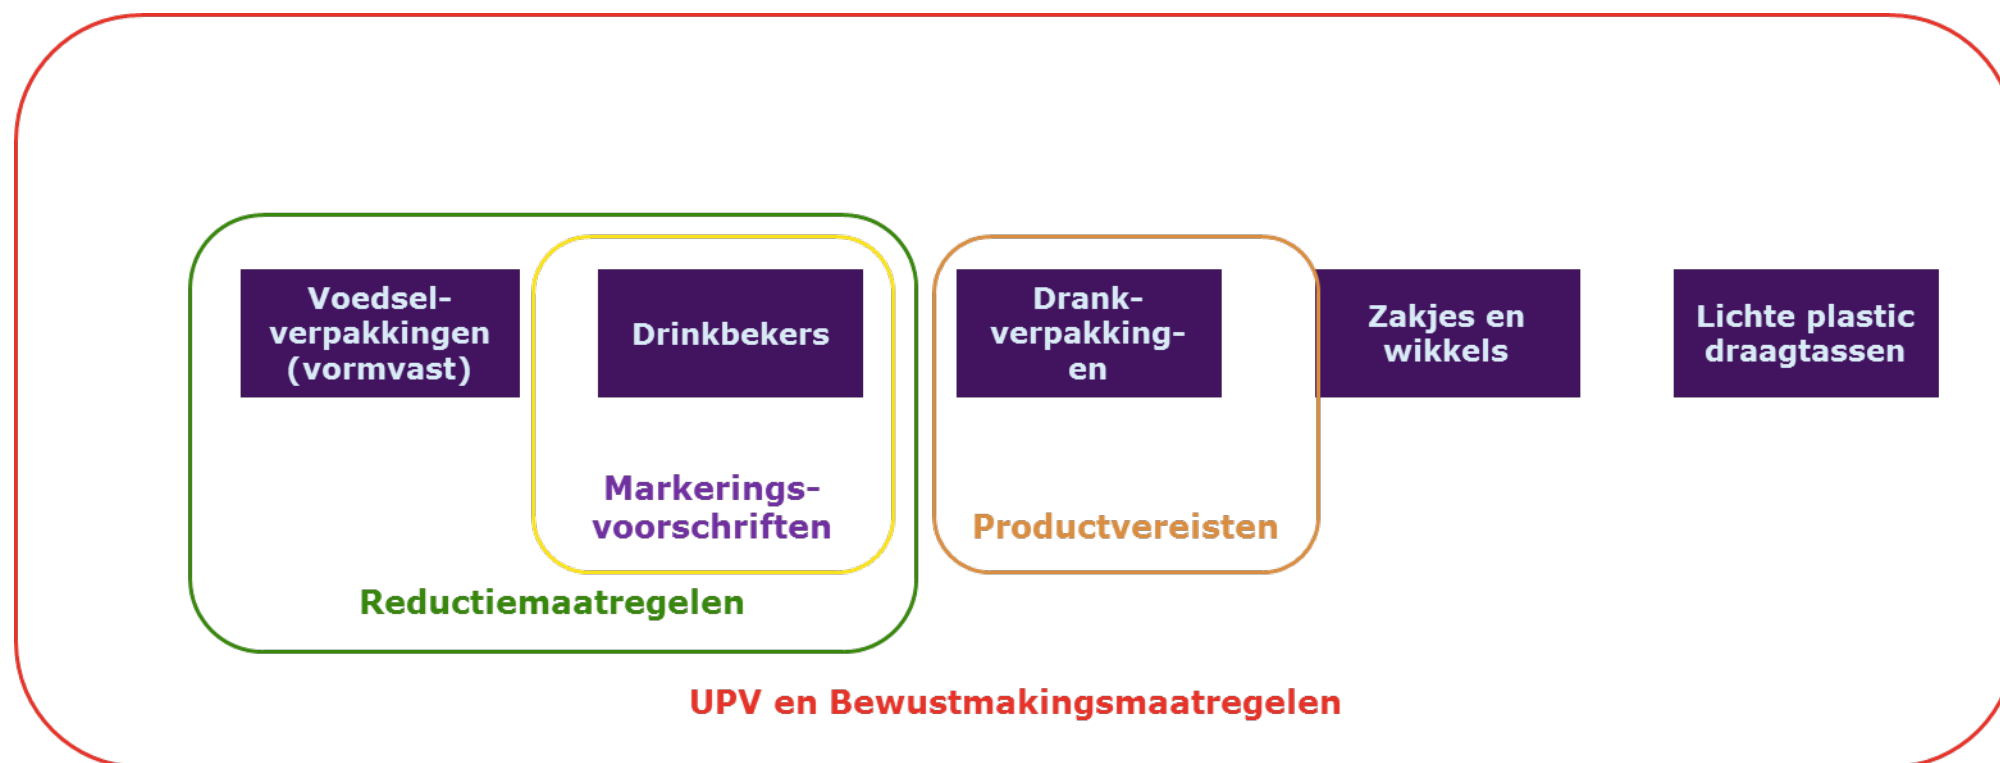 Voedsel-
verpakkingen
(vormvast)
Drinkbekers
Drank-
verpakking-
en
Zakjes en
wikkels
Lichte plastic
draagtassen
Markerings-
voorschriften
Productvereisten
Reductiemaatregelen
UPV en Bewustmakingsmaatregelen